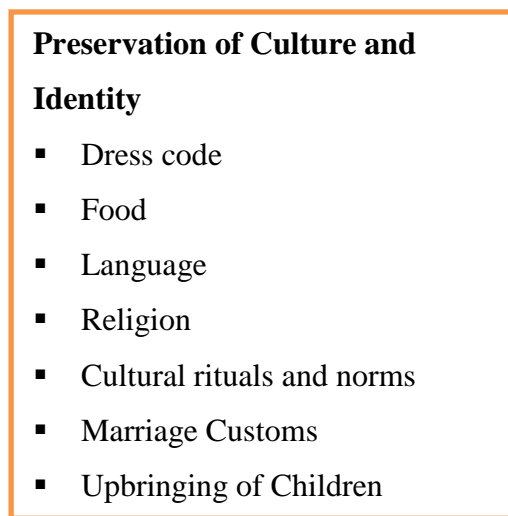 Preservation of Culture and
Identity
▪ Dress code
▪ Food
▪ Language
▪ Religion
▪ Cultural rituals and norms
▪ Marriage Customs
▪ Upbringing of Children